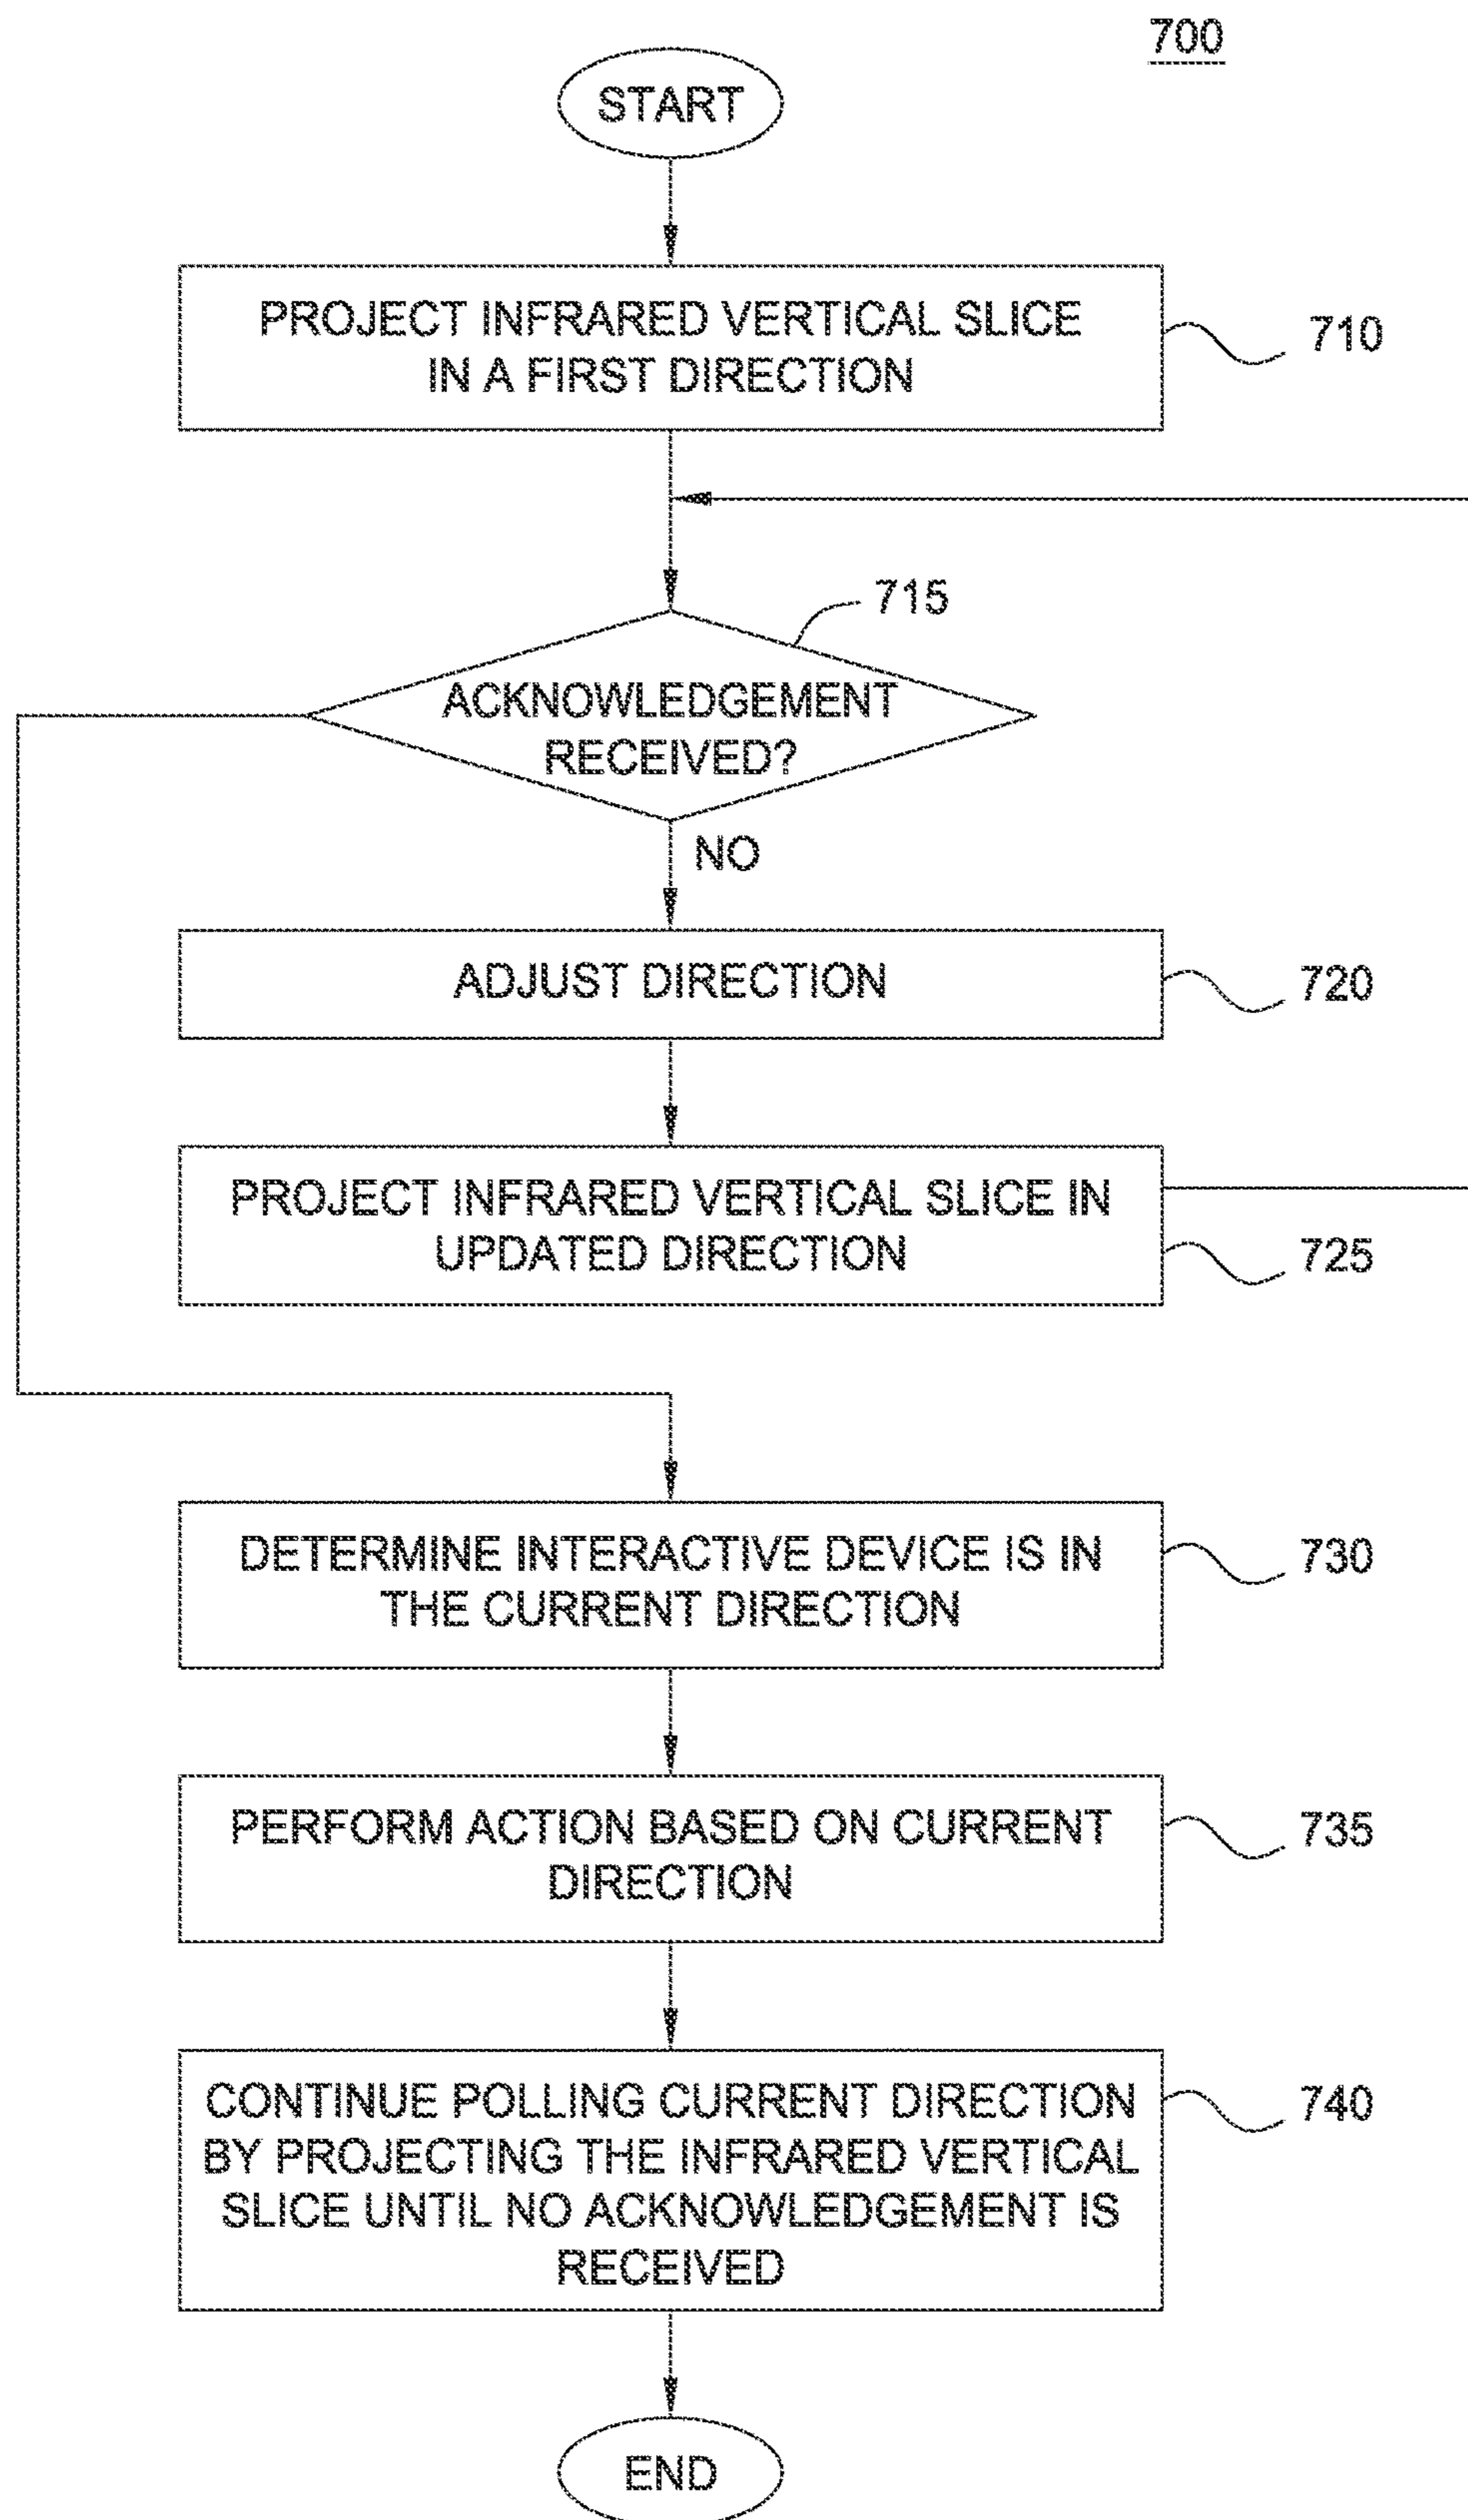 700
START
PROJECT INFRARED VERTICAL SLICE
IN A FIRST DIRECTION
710
715
ACKNOWLEDGEMENT
RECEIVED?
NO
ADJUST DIRECTION
720
PROJECT INFRARED VERTICAL SLICE IN
UPDATED DIRECTION
725
DETERMINE INTERACTIVE DEVICE IS IN
THE CURRENT DIRECTION
730
PERFORM ACTION BASED ON CURRENT
DIRECTION
735
CONTINUE POLLING CURRENT DIRECTION
BY PROJECTING THE INFRARED VERTICAL
SLICE UNTIL NO ACKNOWLEDGEMENT IS
RECEIVED
740
END